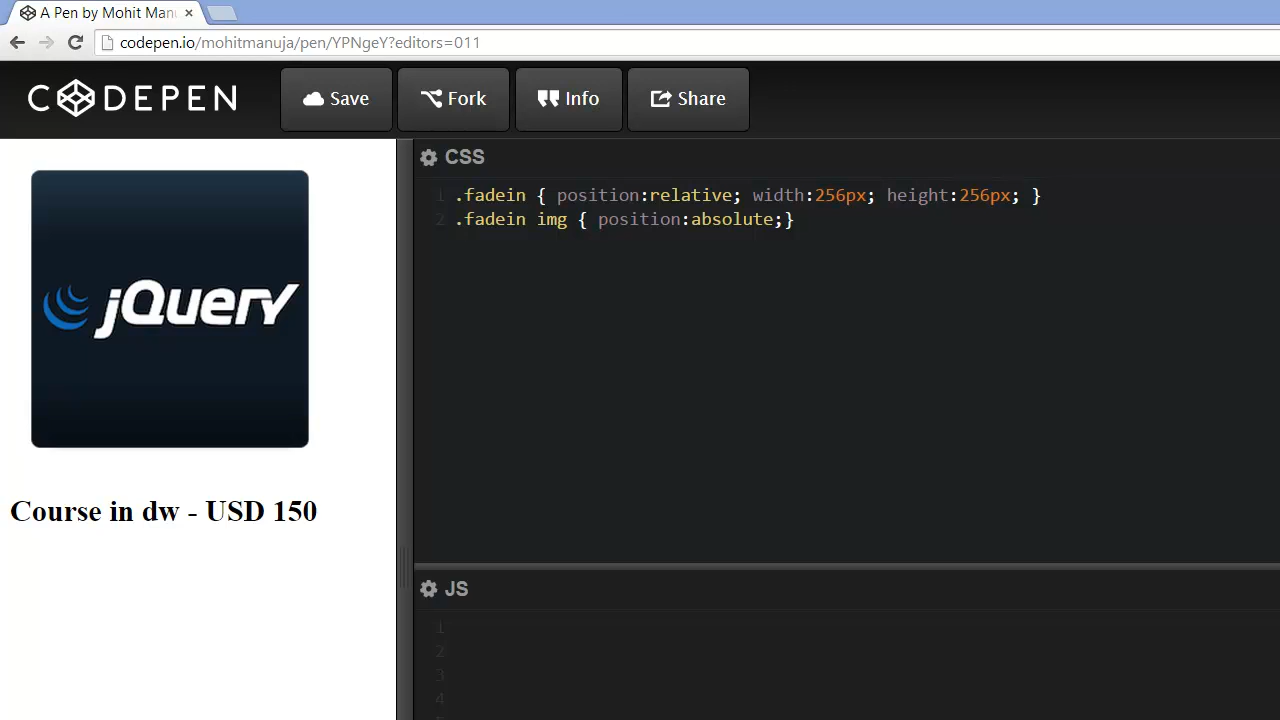 A Pen by Mohit Manu ×
codepen.io/mohitmanuja/pen/YPNgeY?editors=011
CODEPEN
Save
Fork
Info
Share
jQuery
Course in dw - USD 150
CSS
1 .fadein { position:relative; width:256px; height:256px; }
2 .fadein img { position:absolute;}
JS
1
2
3
4